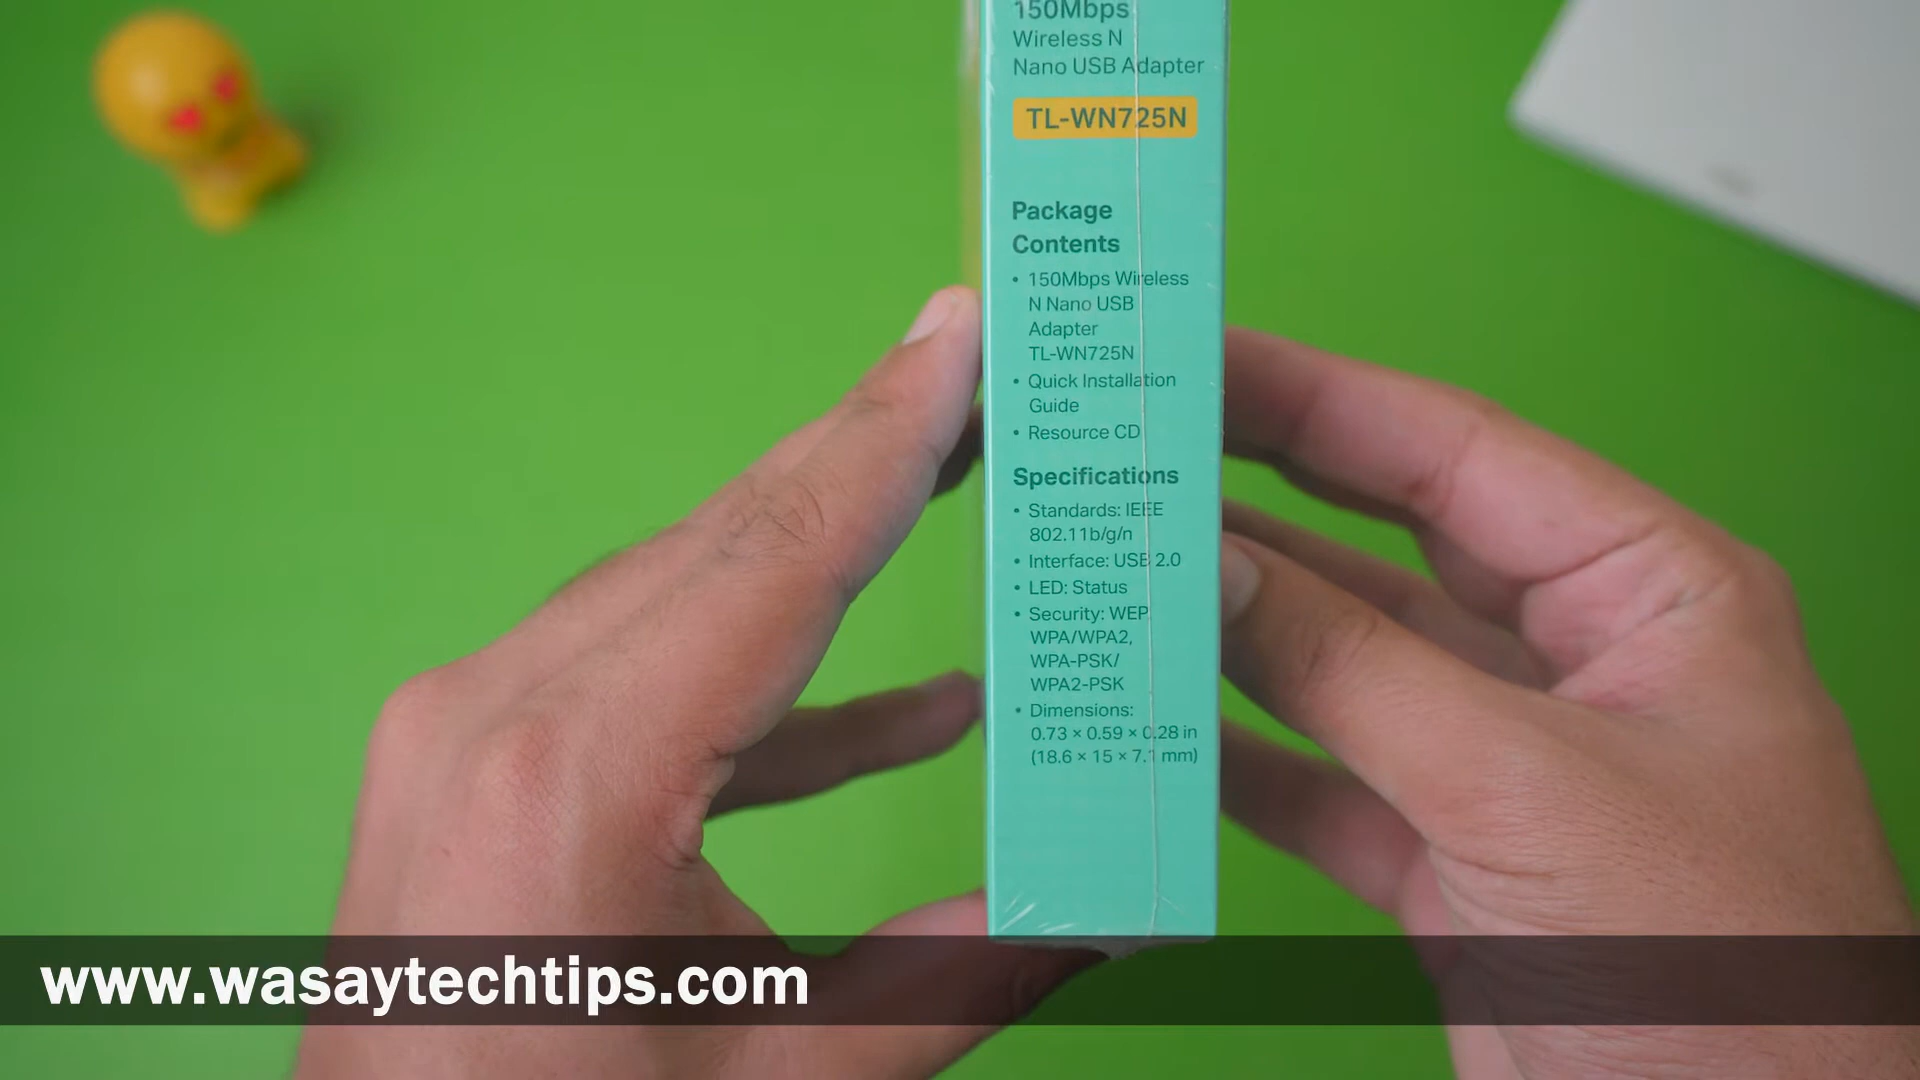 150Mbps
Wireless N
Nano USB Adapter
TL-WN725N
Package
Contents
• 150Mbps Wireless
N Nano USB
Adapter
TL-WN725N
• Quick Installation
Guide
• Resource CD
Specifications
• Standards: IEEE
802.11b/g/n
• Interface: USB 2.0
• LED: Status
• Security: WEP,
WPA/WPA2,
WPA-PSK/
WPA2-PSK
• Dimensions:
0.73 × 0.59 × 0.28 in
(18.6 × 15 × 7.1 mm)
www.wasaytechtips.com